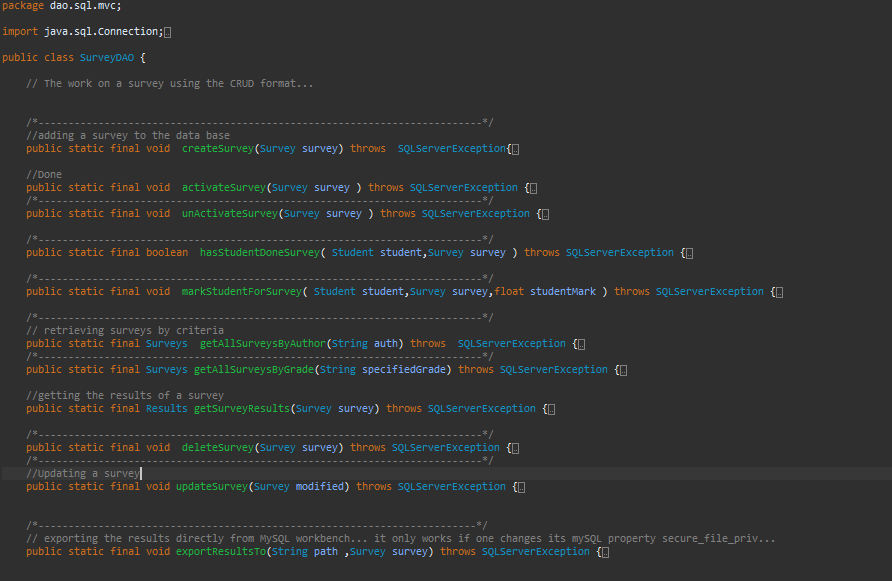 package dao.sql.mvc;
import java.sql.Connection;
public class SurveyDAO {
// The work on a survey using the CRUD format...
/*--------------------------------------------------------------------------*/
//adding a survey to the data base
public static final void  createSurvey(Survey survey) throws  SQLServerException{
//Done
public static final void  activateSurvey(Survey survey ) throws SQLServerException {
/*--------------------------------------------------------------------------*/
public static final void  unActivateSurvey(Survey survey ) throws SQLServerException {
/*--------------------------------------------------------------------------*/
public static final boolean  hasStudentDoneSurvey( Student student,Survey survey ) throws SQLServerException {
/*--------------------------------------------------------------------------*/
public static final void  markStudentForSurvey( Student student,Survey survey,float studentMark ) throws SQLServerException {
/*--------------------------------------------------------------------------*/
// retrieving surveys by criteria
public static final Surveys  getAllSurveysByAuthor(String auth) throws  SQLServerException {
/*--------------------------------------------------------------------------*/
public static final Surveys getAllSurveysByGrade(String specifiedGrade) throws SQLServerException {
//getting the results of a survey
public static final Results getSurveyResults(Survey survey) throws SQLServerException {
/*--------------------------------------------------------------------------*/
public static final void  deleteSurvey(Survey survey) throws SQLServerException {
/*--------------------------------------------------------------------------*/
//Updating a survey
public static final void updateSurvey(Survey modified) throws SQLServerException {
/*-------------------------------------------------------------------------*/
// exporting the results directly from MySQL workbench... it only works if one changes its mySQL property secure_file_priv...
public static final void exportResultsTo(String path ,Survey survey) throws SQLServerException {